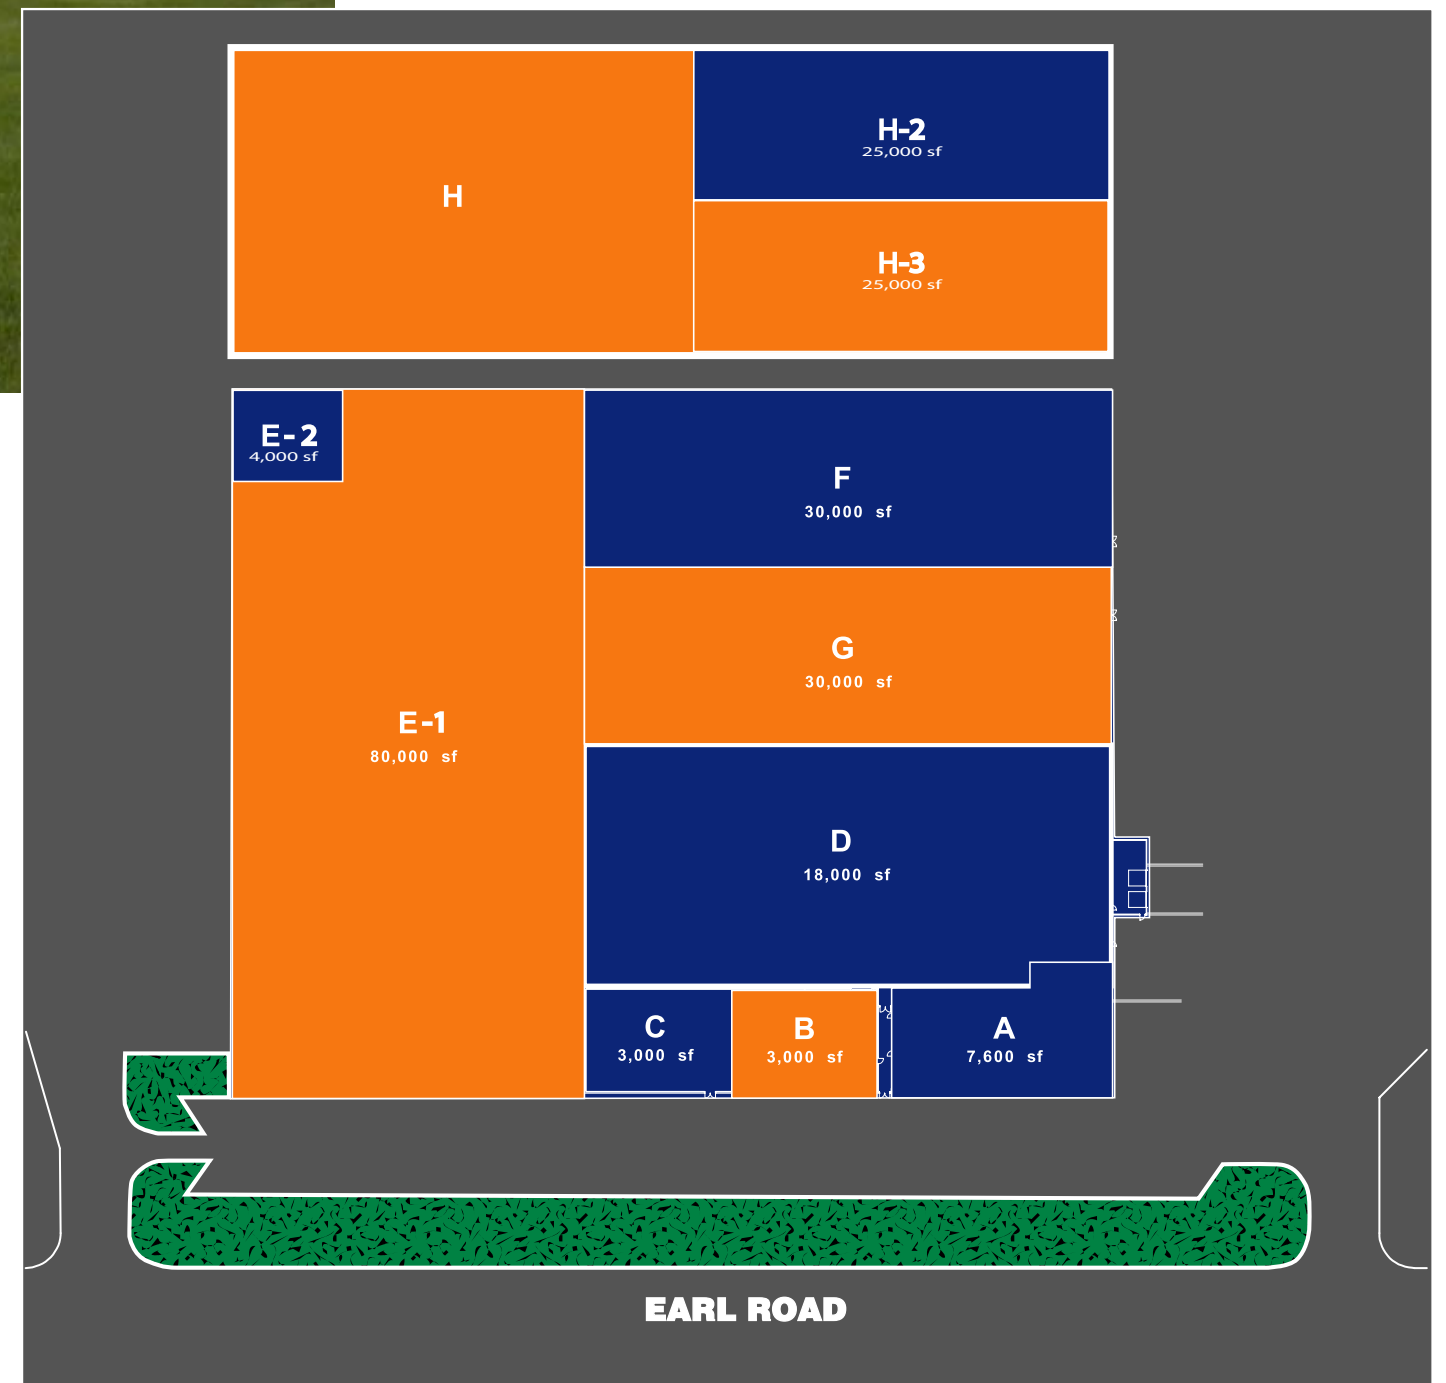 H
H-2
25,000 sf
H-3
25,000 sf
E-2
4,000 sf
F
30,000 sf
G
30,000 sf
E-1
80,000 sf
D
18,000 sf
C
3,000 sf
B
3,000 sf
A
7,600 sf
EARL ROAD